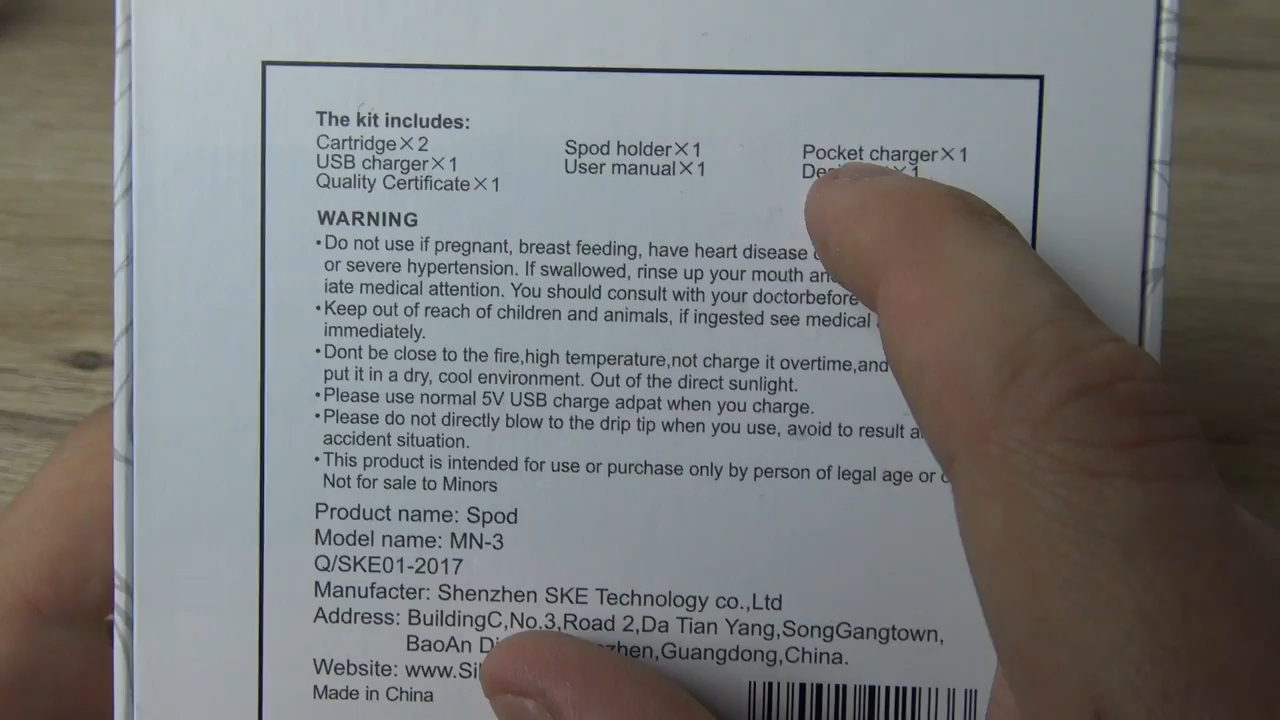 The kit includes:
Cartridge×2 Spod holder×1 Pocket charger×1
USB charger×1 User manual×1 ×1
Quality Certificate×1
WARNING
•Do not use if pregnant, breast feeding, have heart disease
or severe hypertension. If swallowed, rinse up your mouth
iate medical attention. You should consult with your doctorbefore
•Keep out of reach of children and animals, if ingested see medical
immediately.
•Dont be close to the fire,high temperature,not charge it overtime,and
put it in a dry, cool environment. Out of the direct sunlight.
•Please use normal 5V USB charge adpat when you charge.
•Please do not directly blow to the drip tip when you use, avoid to result
accident situation.
•This product is intended for use or purchase only by person of legal age or
Not for sale to Minors
Product name: Spod
Model name: MN-3
Q/SKE01-2017
Manufacter: Shenzhen SKE Technology co.,Ltd
Address: BuildingC,No.3,Road 2,Da Tian Yang,SongGangtown,
BaoAn Guangdong,China.
Website:
Made in China